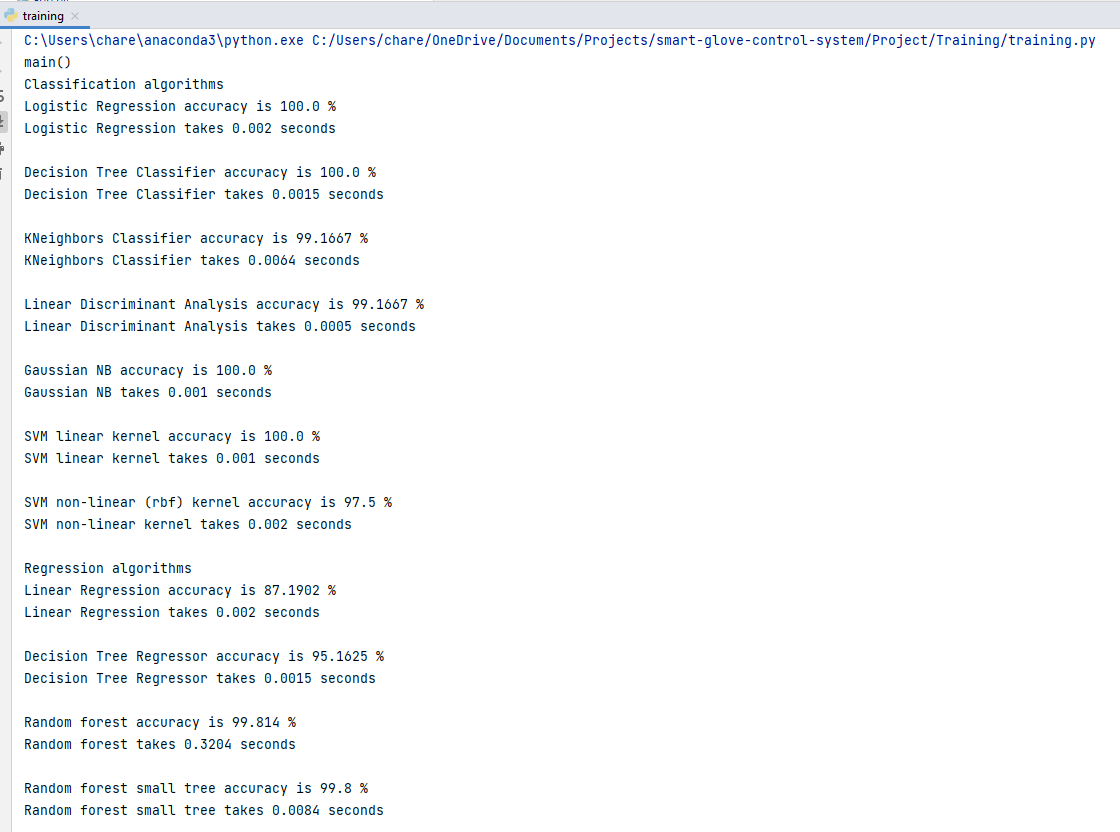 training
C:\Users\chare\anaconda3\python.exe C:/Users/chare/OneDrive/Documents/Projects/smart-glove-control-system/Project/Training/training.py
main()
Classification algorithms
Logistic Regression accuracy is 100.0 %
Logistic Regression takes 0.002 seconds
Decision Tree Classifier accuracy is 100.0 %
Decision Tree Classifier takes 0.0015 seconds
KNeighbors Classifier accuracy is 99.1667 %
KNeighbors Classifier takes 0.0064 seconds
Linear Discriminant Analysis accuracy is 99.1667 %
Linear Discriminant Analysis takes 0.0005 seconds
Gaussian NB accuracy is 100.0 %
Gaussian NB takes 0.001 seconds
SVM linear kernel accuracy is 100.0 %
SVM linear kernel takes 0.001 seconds
SVM non-linear (rbf) kernel accuracy is 97.5 %
SVM non-linear kernel takes 0.002 seconds
Regression algorithms
Linear Regression accuracy is 87.1902 %
Linear Regression takes 0.002 seconds
Decision Tree Regressor accuracy is 95.1625 %
Decision Tree Regressor takes 0.0015 seconds
Random forest accuracy is 99.814 %
Random forest takes 0.3204 seconds
Random forest small tree accuracy is 99.8 %
Random forest small tree takes 0.0084 seconds